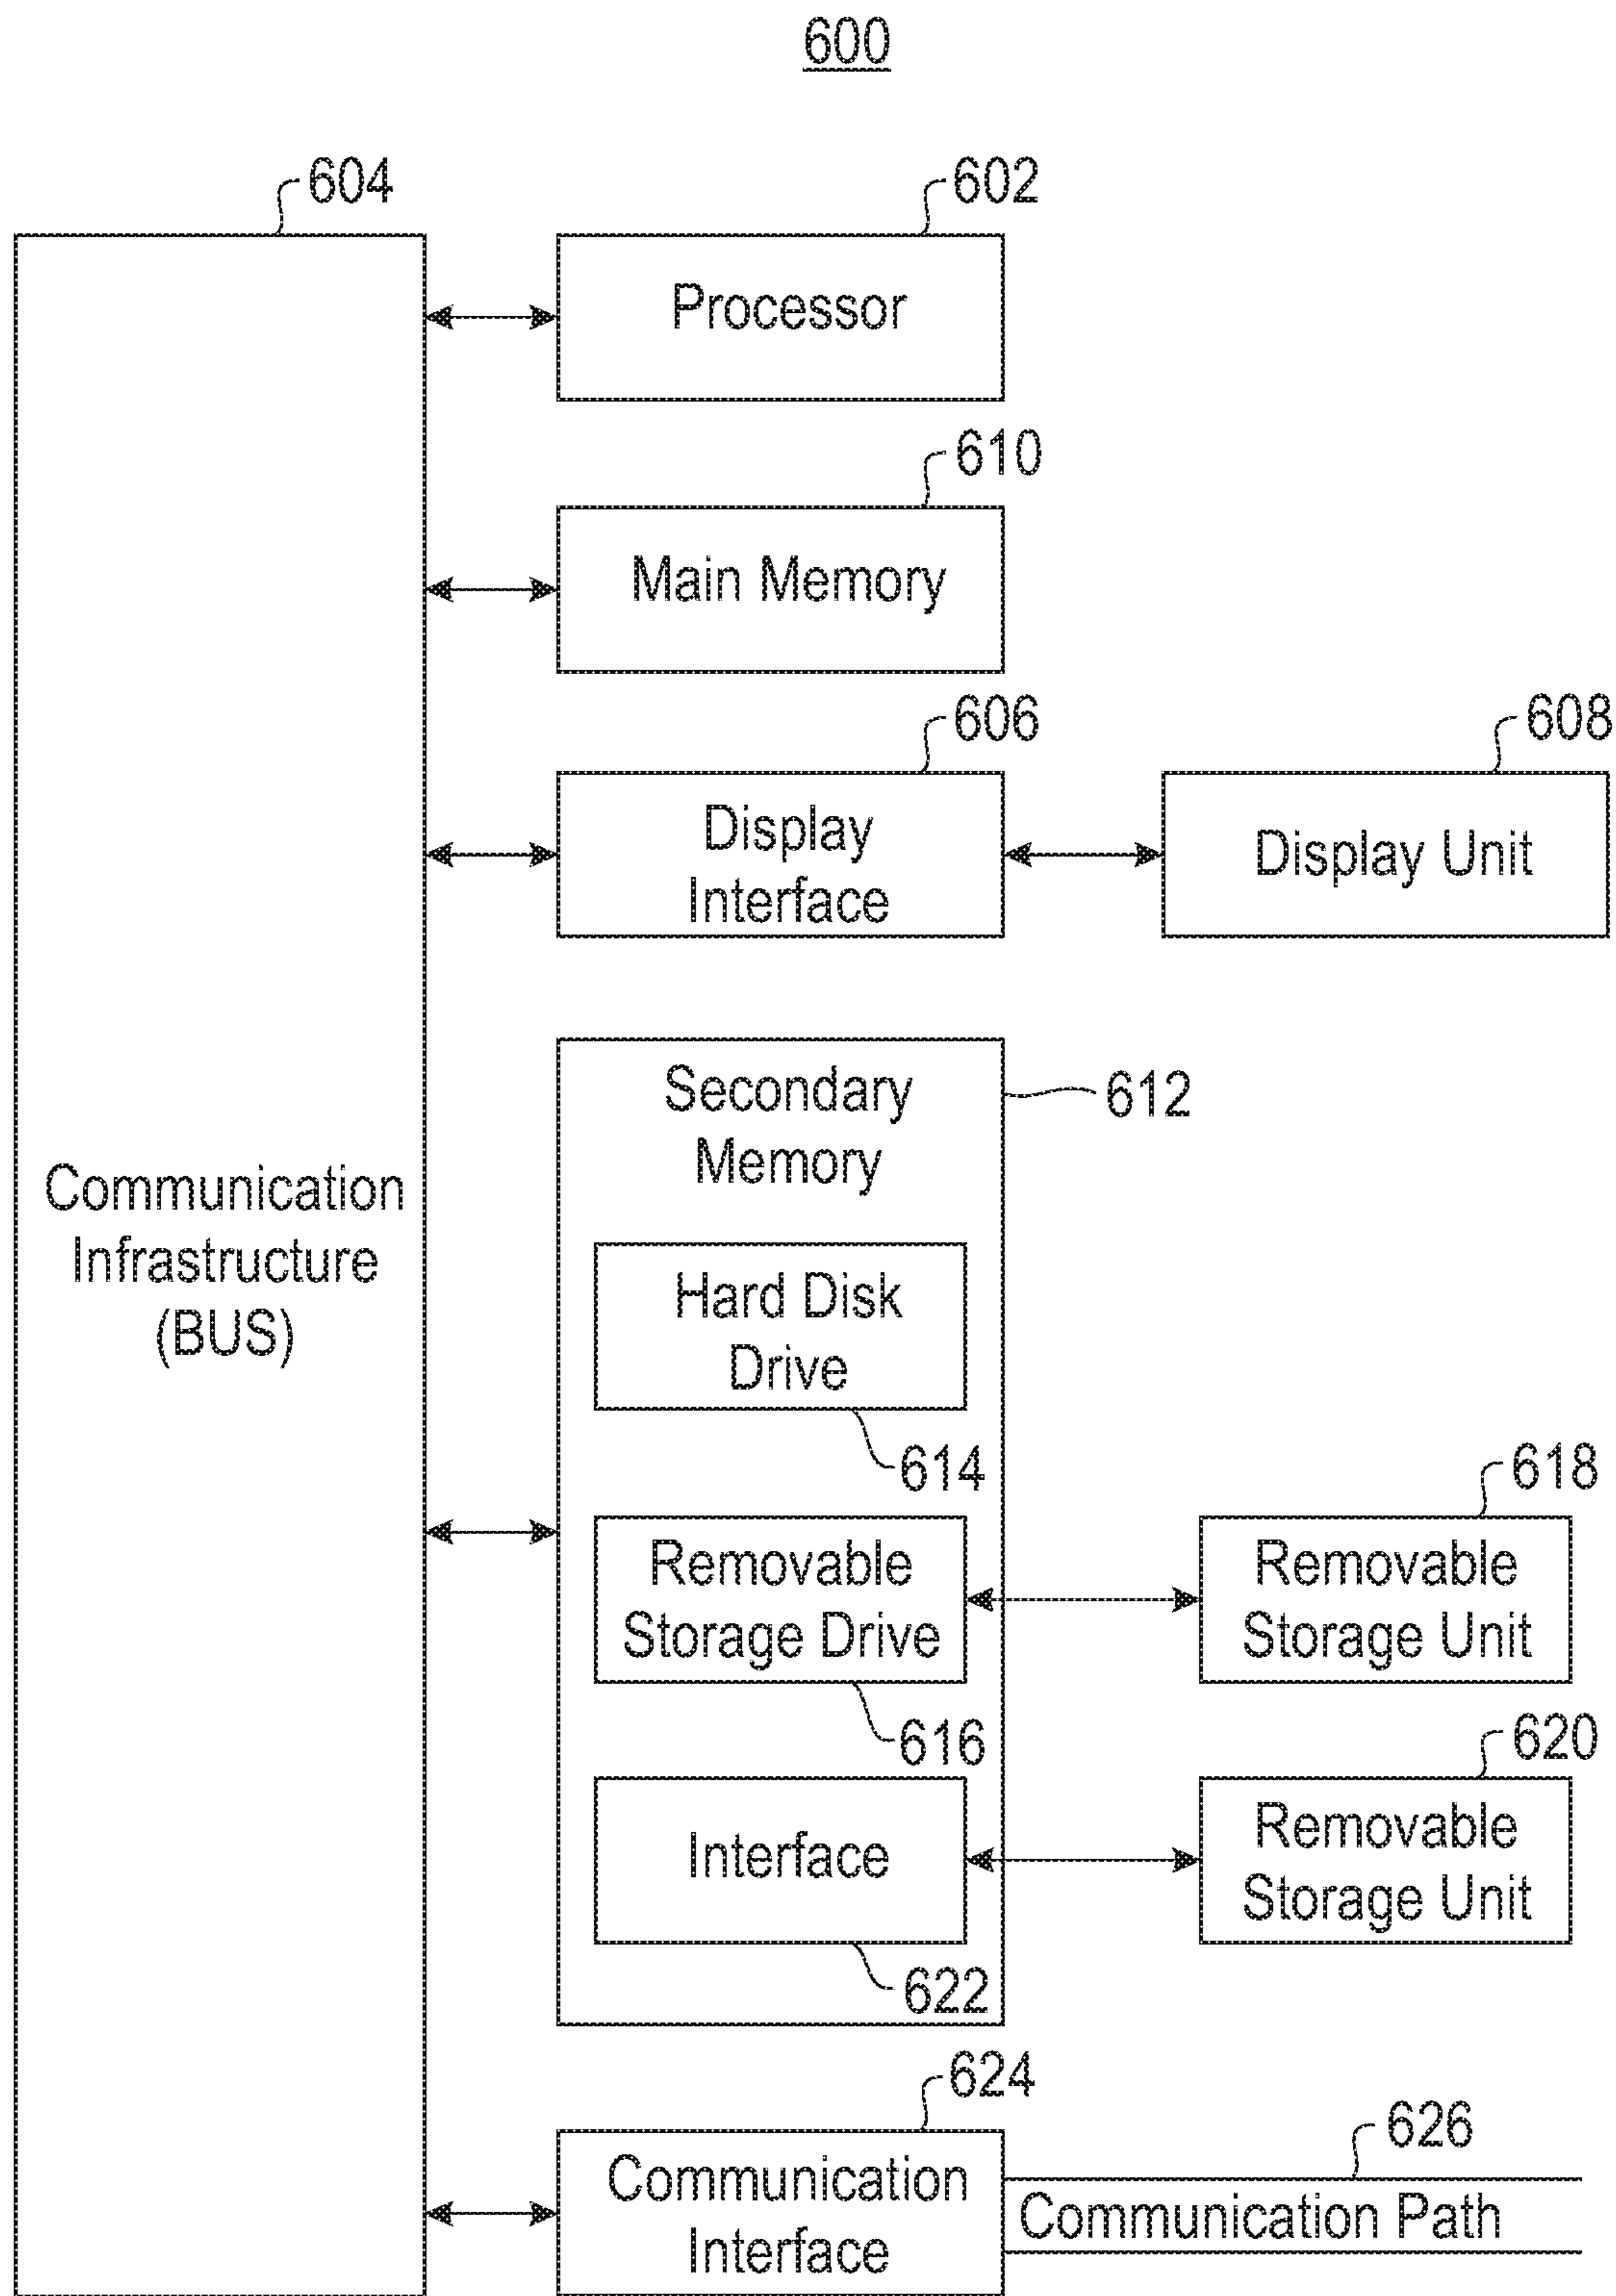 600
604
602
Processor
610
Main Memory
606
608
Display
Interface
Display Unit
Secondary
Memory
612
Communication
Infrastructure
(BUS)
Hard Disk
Drive
614
618
Removable
Storage Drive
Removable
Storage Unit
616
620
Interface
Removable
Storage Unit
622
624
626
Communication
Interface
Communication Path